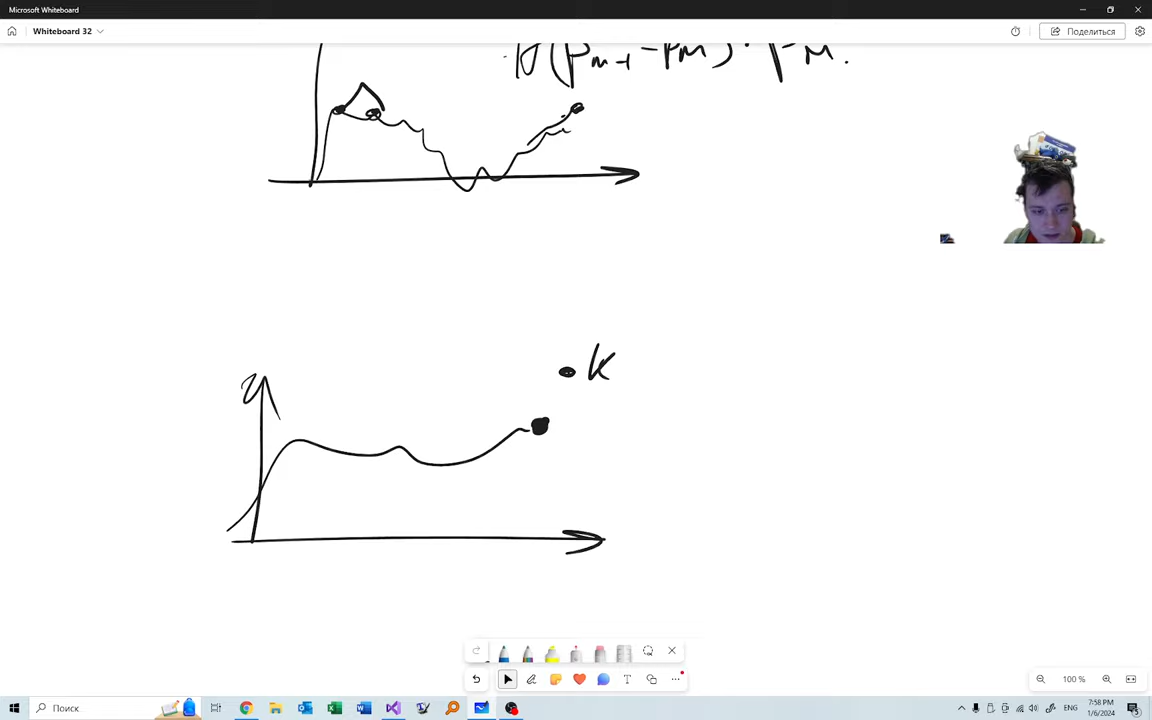 Microsoft Whiteboard
Whiteboard 32
Поделиться
K
100 %
Поиск
ENG
7:58 PM
1/6/2024